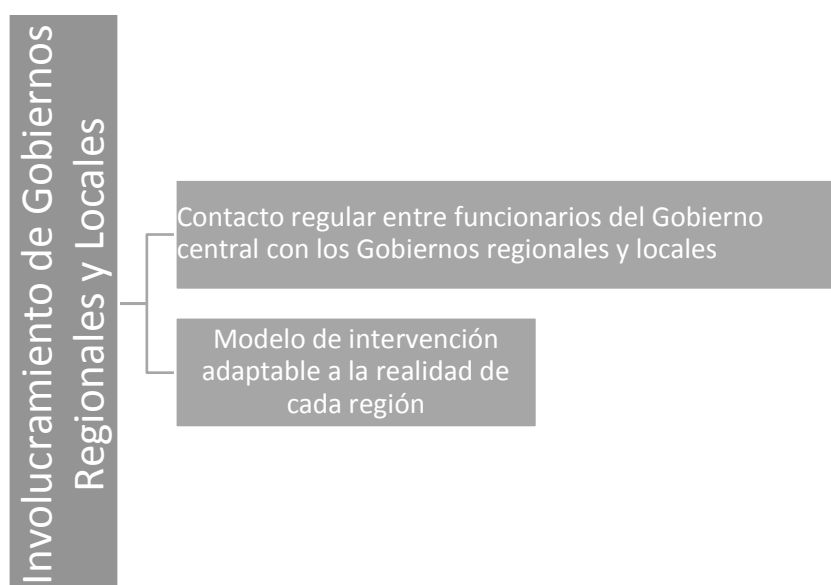 Involucramiento de Gobiernos
Regionales y Locales
Contacto regular entre funcionarios del Gobierno
central con los Gobiernos regionales y locales
Modelo de intervención
adaptable a la realidad de
cada región